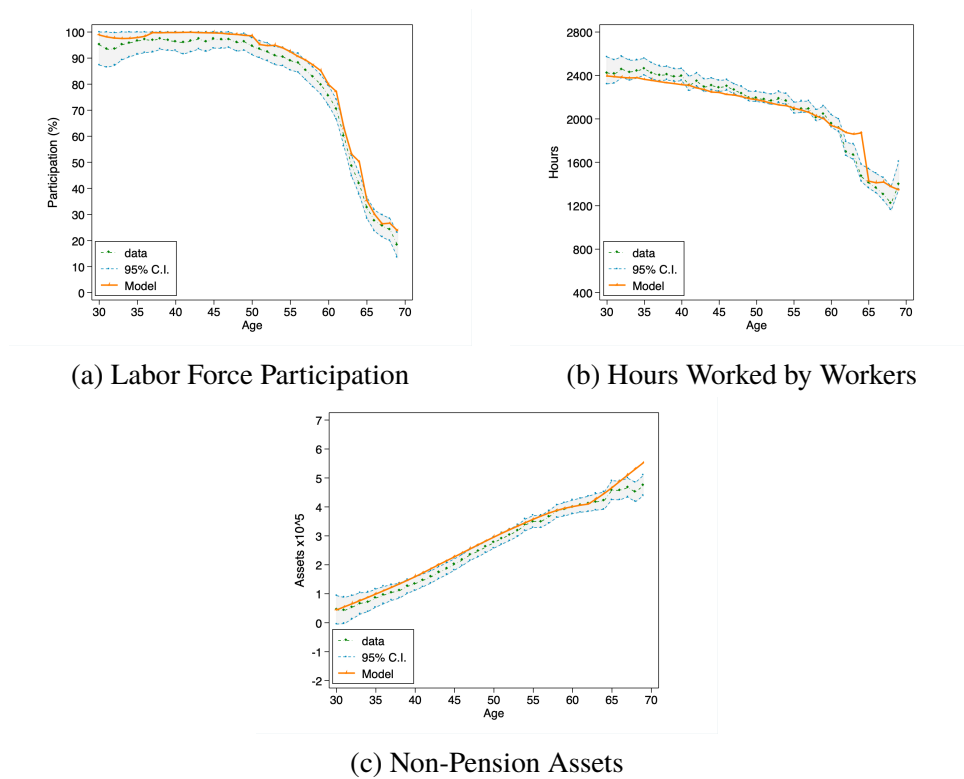 Participation (%)
100
90
80
70
60
50
40
30
20
10
0
data
95% C.I.
Model
30 35 40 45 50 55 60 65 70
Age
(a) Labor Force Participation
Hours
2800
2400
2000
1600
1200
800
400
data
95% C.I.
Model
30 35 40 45 50 55 60 65 70
Age
(b) Hours Worked by Workers
Assets x10^5
7
6
5
4
3
2
1
0
-1
-2
data
95% C.I.
Model
30 35 40 45 50 55 60 65 70
Age
(c) Non-Pension Assets